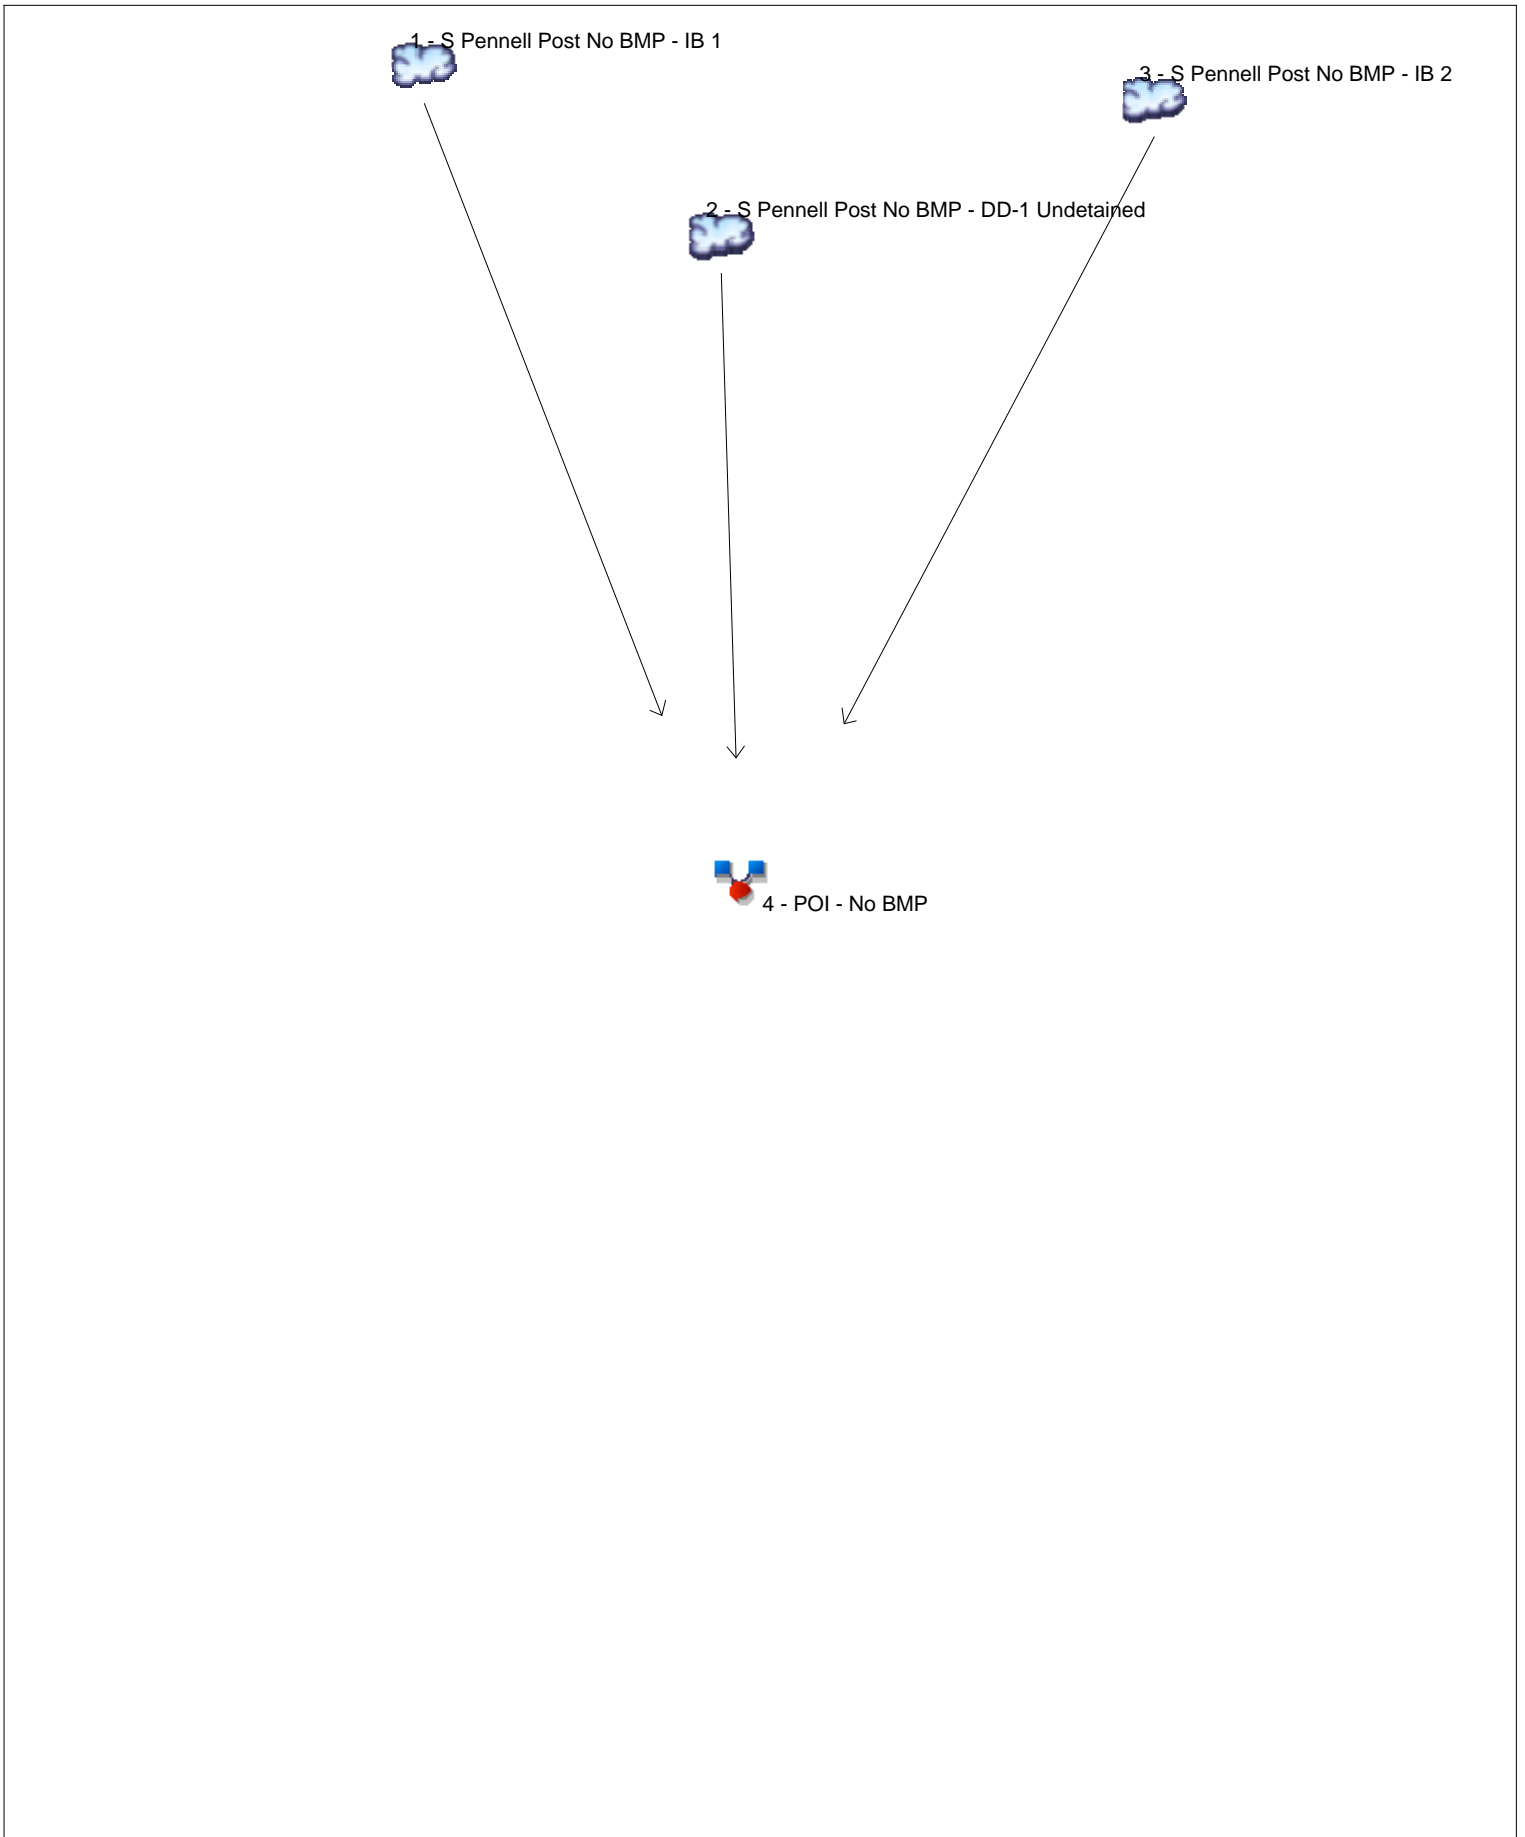 1 - S Pennell Post No BMP - IB 1
3 - S Pennell Post No BMP - IB 2
2 - S Pennell Post No BMP - DD-1 Undetained
4 - POI - No BMP